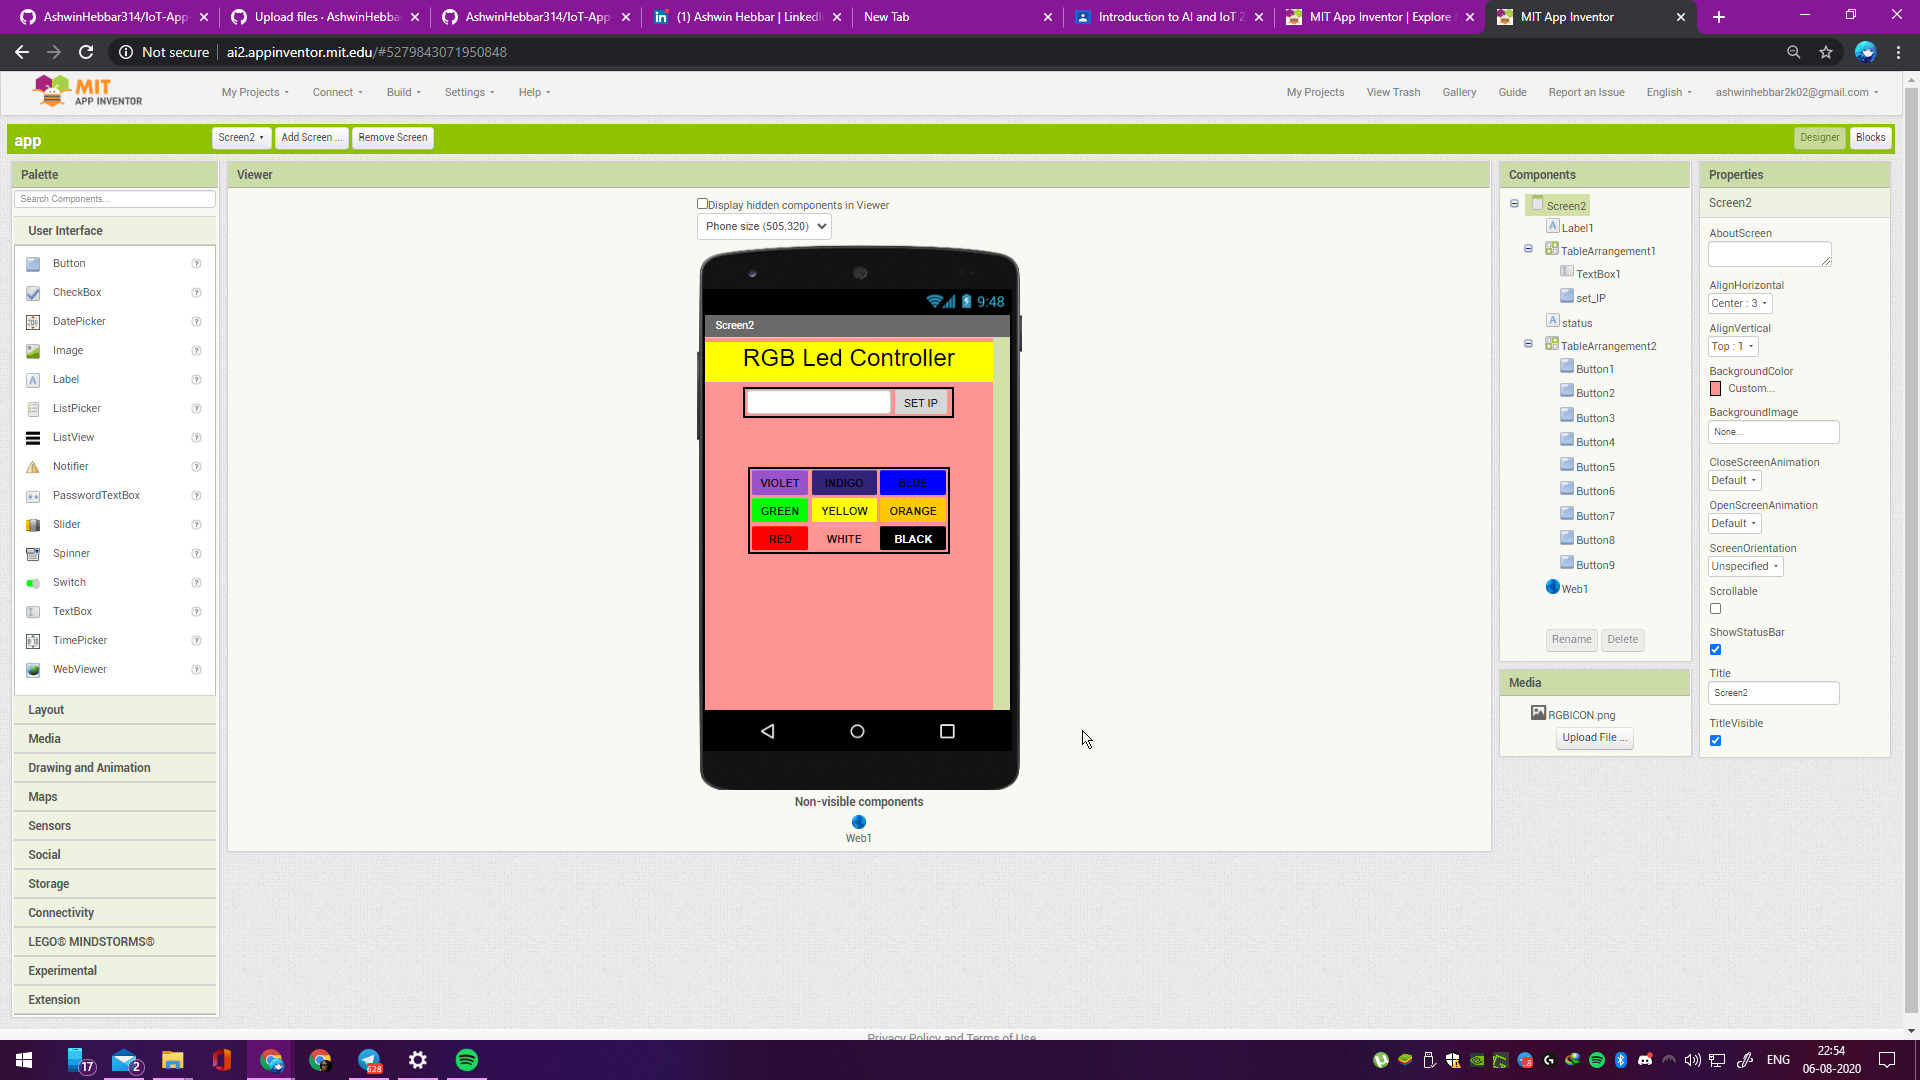 AshwinHebbar314/IoT-App
Upload files · AshwinHebba
AshwinHebbar314/IoT-App
(1) Ashwin Hebbar | LinkedI
New Tab
Introduction to AI and IoT 2
MIT App Inventor | Explore
MIT App Inventor
Not secure
ai2.appinventor.mit.edu/#5279843071950848
MIT
APP INVENTOR
My Projects
Connect
Build
Settings
Help
My Projects
View Trash
Gallery
Guide
Report an Issue
English
ashwinhebbar2k02@gmail.com
app
Screen2
Add Screen ...
Remove Screen
Designer
Blocks
Palette
Search Components...
User Interface
Button
CheckBox
DatePicker
Image
Label
ListPicker
ListView
Notifier
PasswordTextBox
Slider
Spinner
Switch
TextBox
TimePicker
WebViewer
Layout
Media
Drawing and Animation
Maps
Sensors
Social
Storage
Connectivity
LEGO® MINDSTORMS®
Experimental
Extension
Viewer
Display hidden components in Viewer
Phone size (505,320)
9:48
Screen2
RGB Led Controller
SET IP
VIOLET INDIGO BLUE
GREEN YELLOW ORANGE
RED WHITE BLACK
Non-visible components
Web1
Components
Screen2
Label1
TableArrangement1
TextBox1
set_IP
status
TableArrangement2
Button1
Button2
Button3
Button4
Button5
Button6
Button7
Button8
Button9
Web1
Rename
Delete
Media
RGBICON.png
Upload File ...
Properties
Screen2
AboutScreen
AlignHorizontal
Center : 3
AlignVertical
Top : 1
BackgroundColor
Custom...
BackgroundImage
None...
CloseScreenAnimation
Default
OpenScreenAnimation
Default
ScreenOrientation
Unspecified
Scrollable
ShowStatusBar
Title
Screen2
TitleVisible
Privacy Policy and Terms of Use
17
2
628
ENG
22:54
06-08-2020